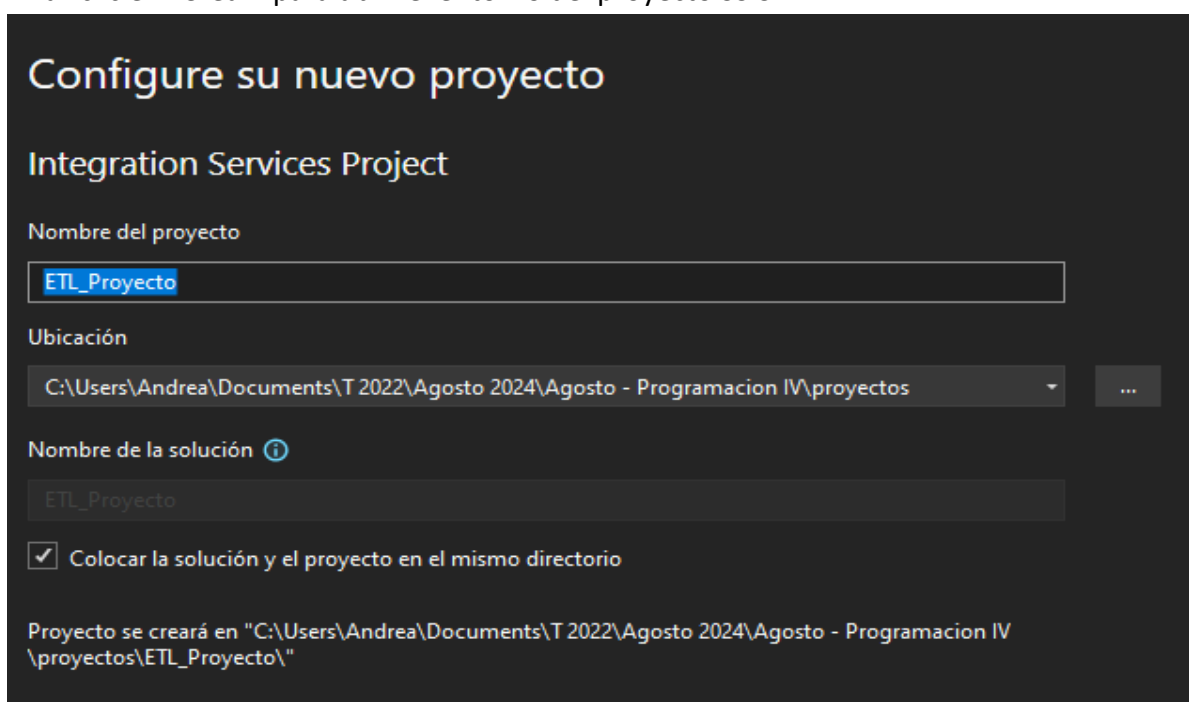 Configure su nuevo proyecto
Integration Services Project
Nombre del proyecto
ETL_Proyecto
Ubicación
C:\Users\Andrea\Documents\T 2022\Agosto 2024\Agosto - Programacion IV\proyectos
...
Nombre de la solución
ETL_Proyecto
Colocar la solución y el proyecto en el mismo directorio
Proyecto se creará en "C:\Users\Andrea\Documents\T 2022\Agosto 2024\Agosto - Programacion IV
\proyectos\ETL_Proyecto\"